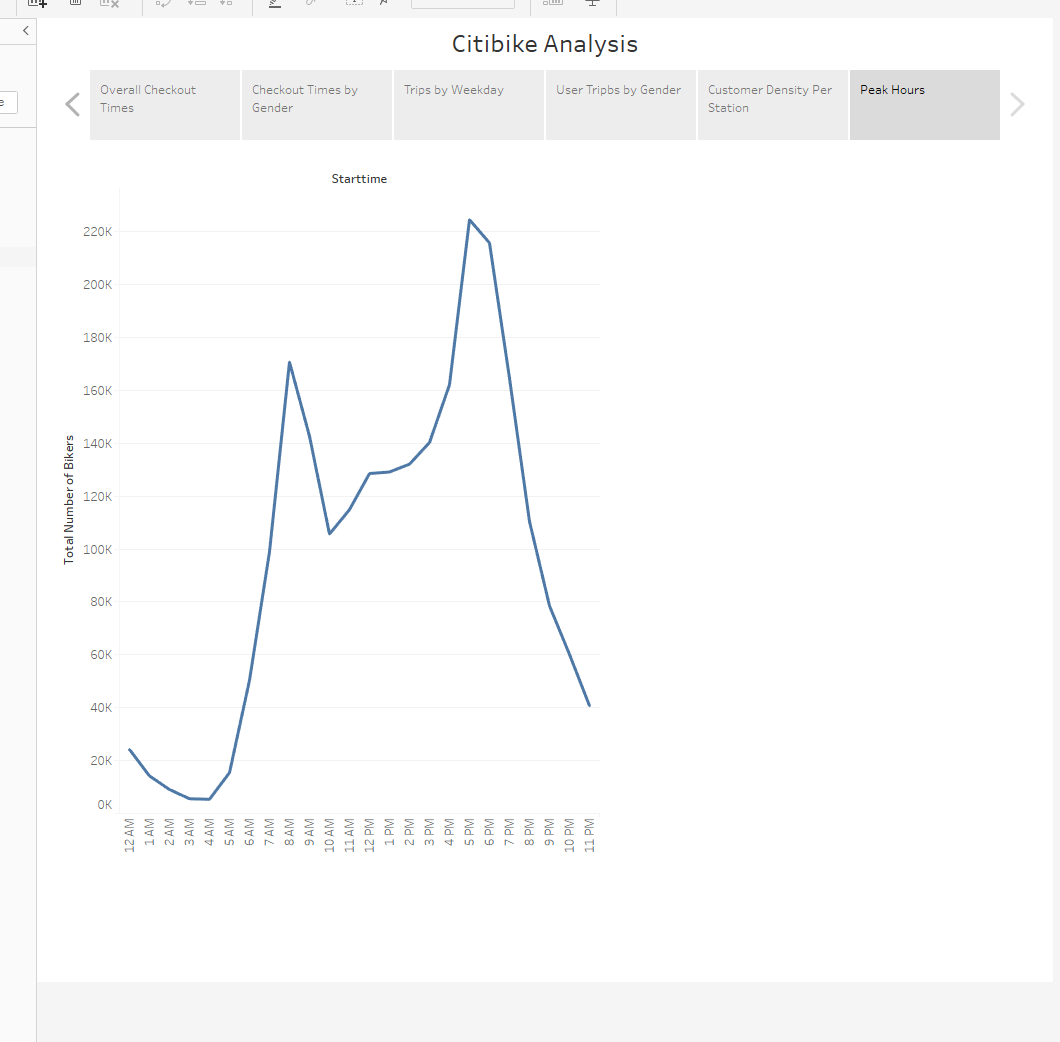 Citibike Analysis
Overall Checkout
Times
Checkout Times by
Gender
Trips by Weekday
User Tripbs by Gender
Customer Density Per
Station
Peak Hours
Starttime
Total Number of Bikers
220K
200K
180K
160K
140K
120K
100K
80K
60K
40K
20K
0K
12 AM
1 AM
2 AM
3 AM
4 AM
5 AM
6 AM
7 AM
8 AM
9 AM
10 AM
11 AM
12 PM
1 PM
2 PM
3 PM
4 PM
5 PM
6 PM
7 PM
8 PM
9 PM
10 PM
11 PM